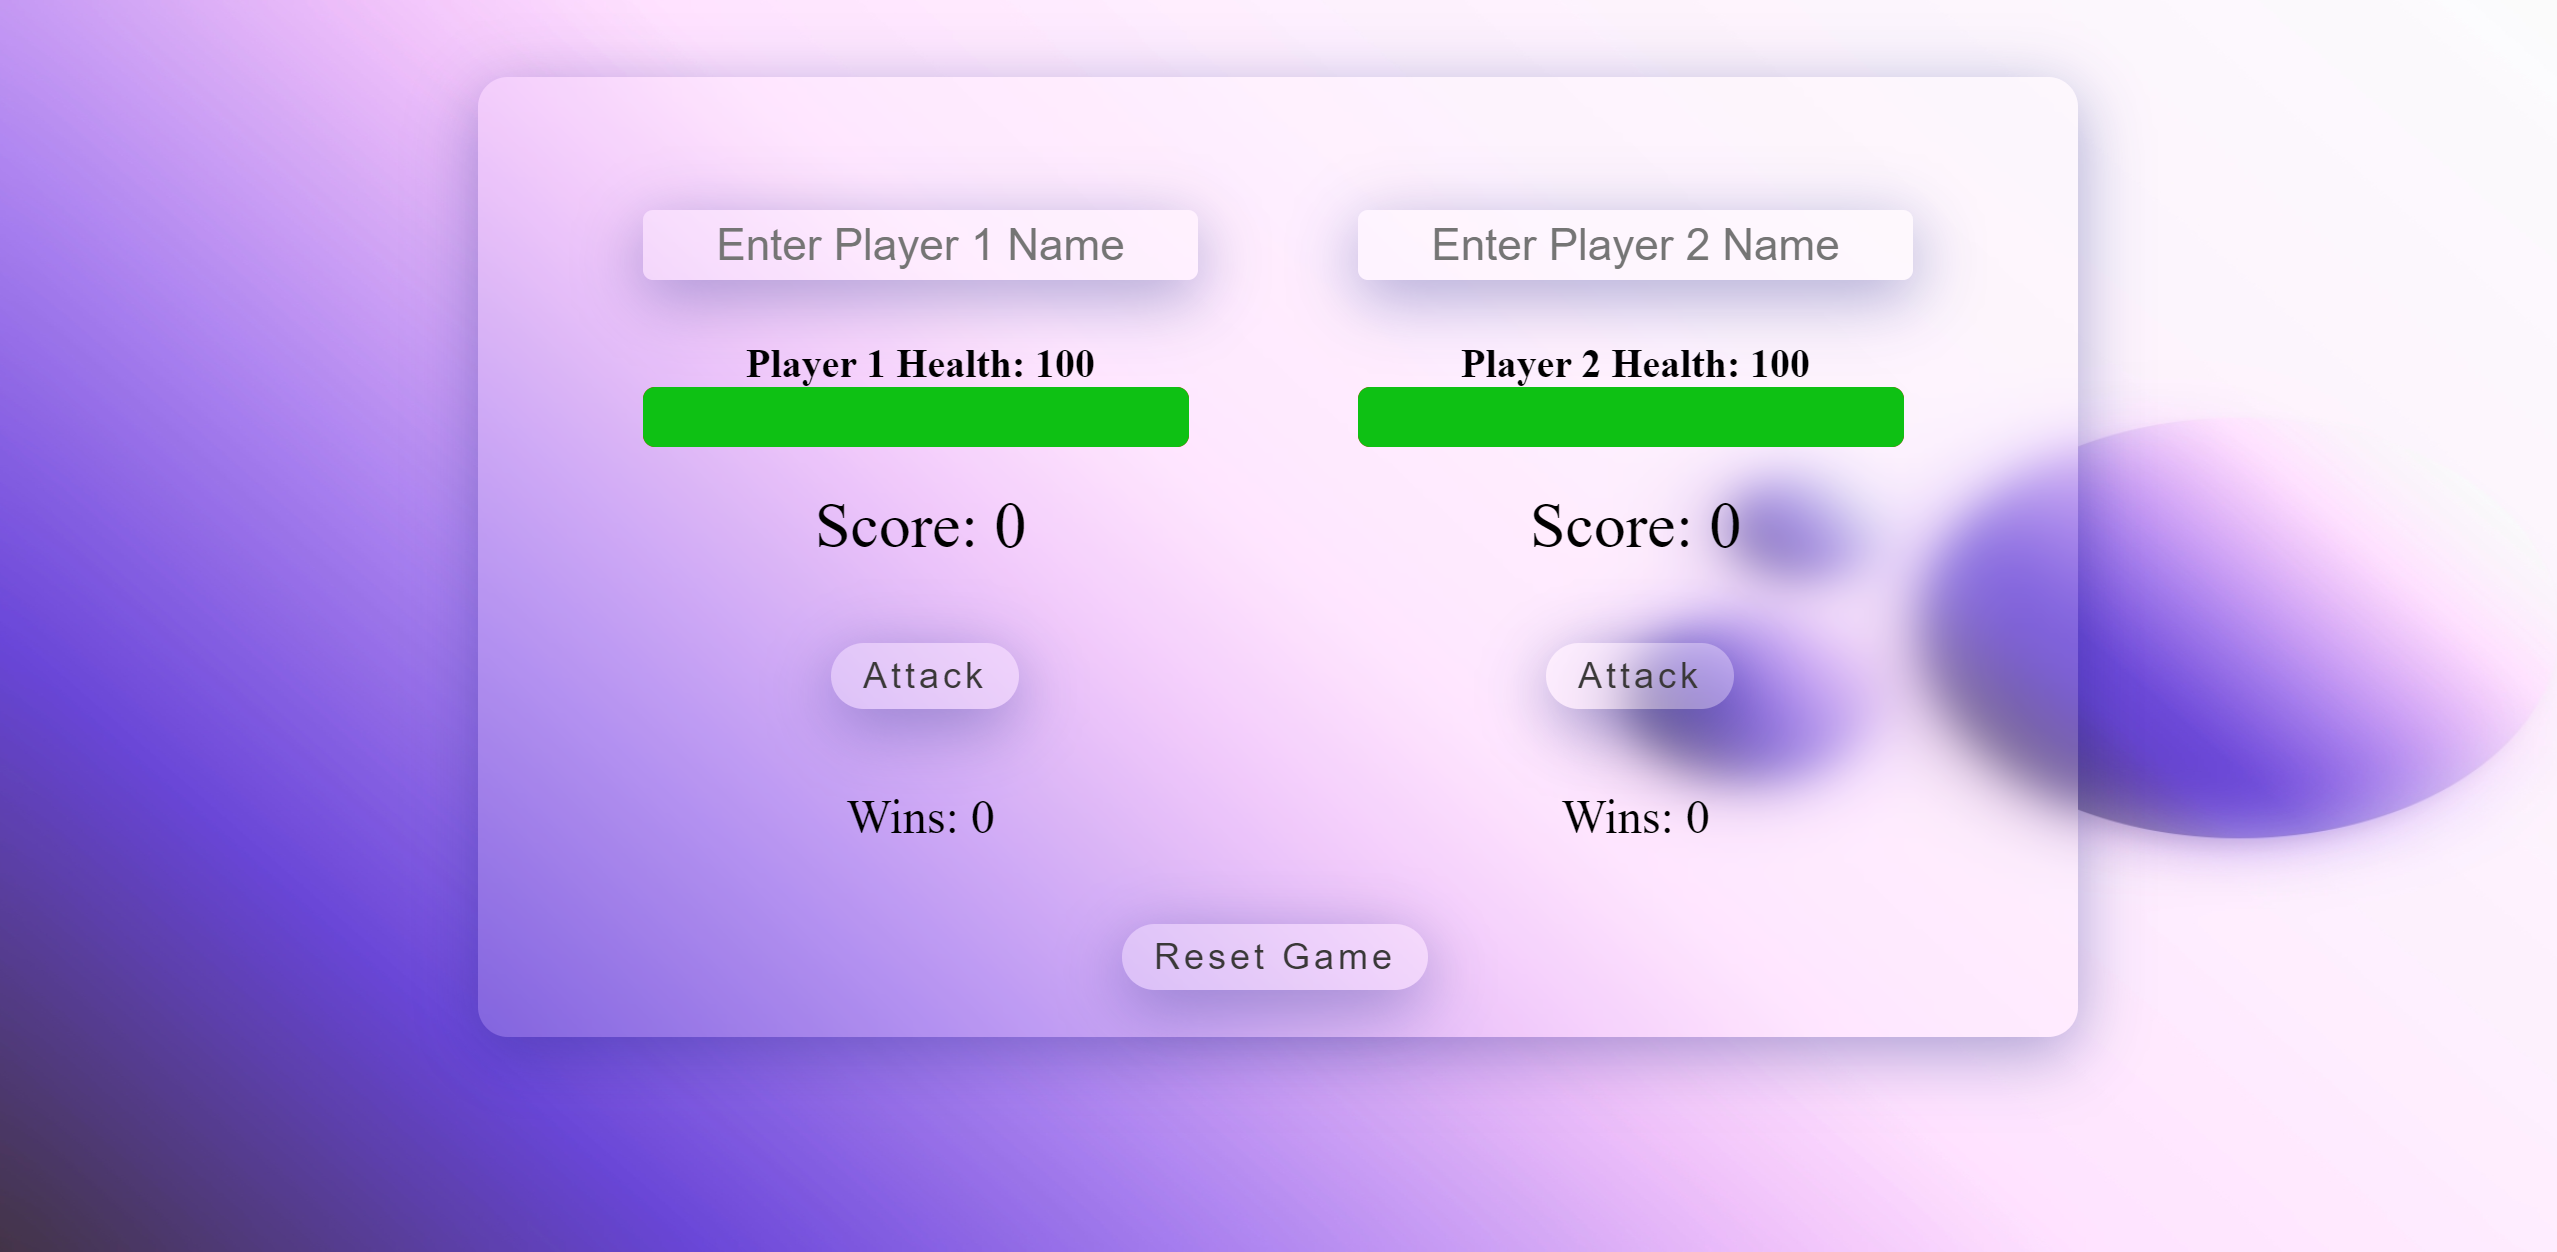 Enter Player 1 Name
Enter Player 2 Name
Player 1 Health: 100
Player 2 Health: 100
Score: 0
Score: 0
Attack
Attack
Wins: 0
Wins: 0
Reset Game